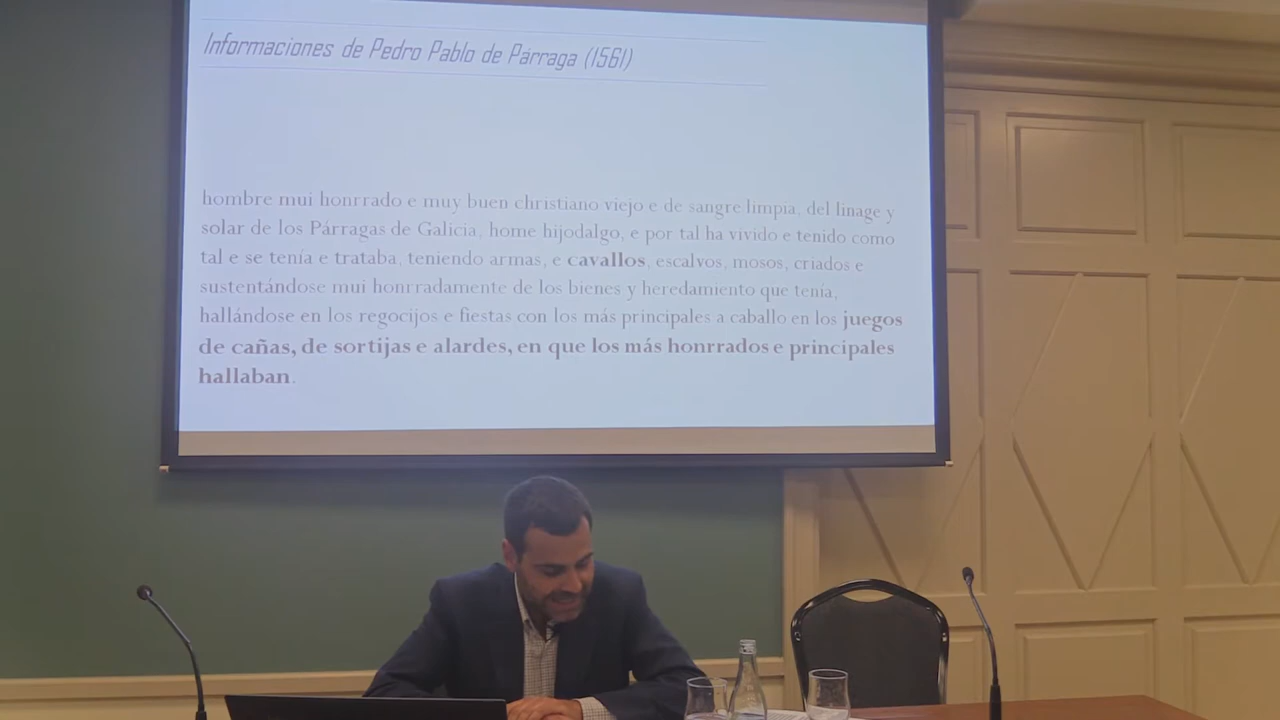 Informaciones de Pedro Pablo de Párraga (1561)
hombre mui honrrado e muy buen christiano viejo e de sangre limpia, del linage y
solar de los Párragas de Galicia, home hijodalgo, e por tal ha vivido e tenido como
tal e se tenía e trataba, teniendo armas, e cavallos, escalvos, mosos, criados e
sustentándose mui honrradamente de los bienes y heredamiento que tenía,
hallándose en los regocijos e fiestas con los más principales a caballo en los juegos
de cañas, de sortijas e alardes, en que los más honrrados e principales
hallaban.